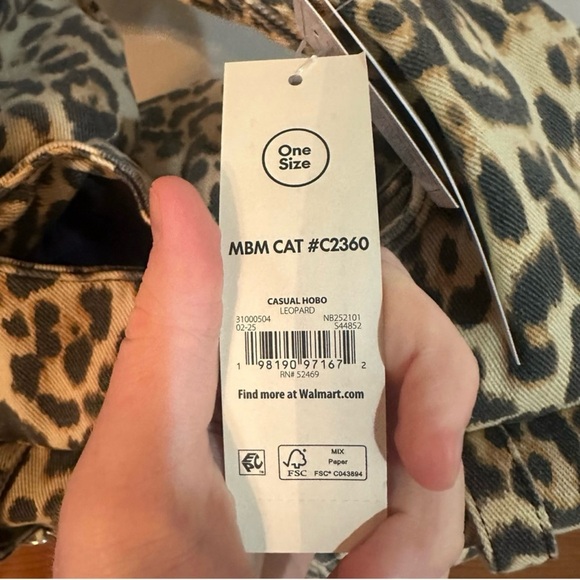 One
Size
MBM CAT #C2360
CASUAL HOBO
LEOPARD
31000504 NB252101
02-25 S44852
1 98190 97167 2
RN# 52469
Find more at Walmart.com
FSC
MIX
Paper
FSC® C043894